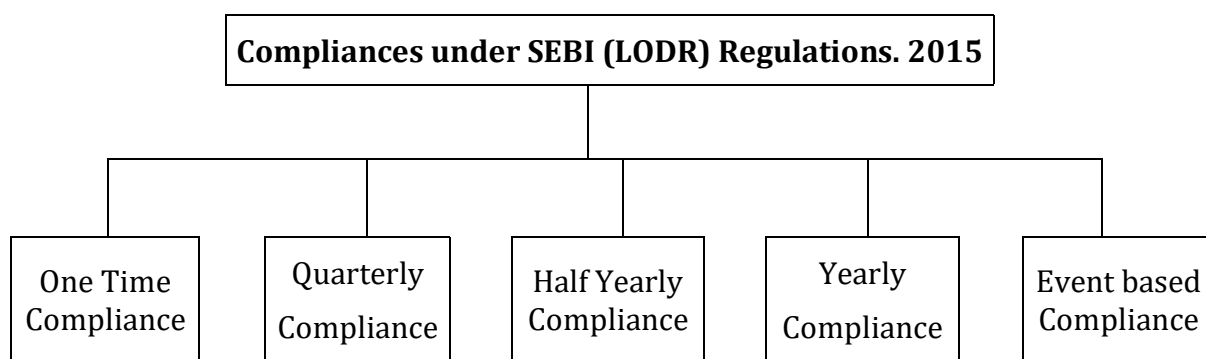 Compliances under SEBI (LODR) Regulations. 2015
One Time
Compliance
Quarterly
Compliance
Half Yearly
Compliance
Yearly
Compliance
Event based
Compliance